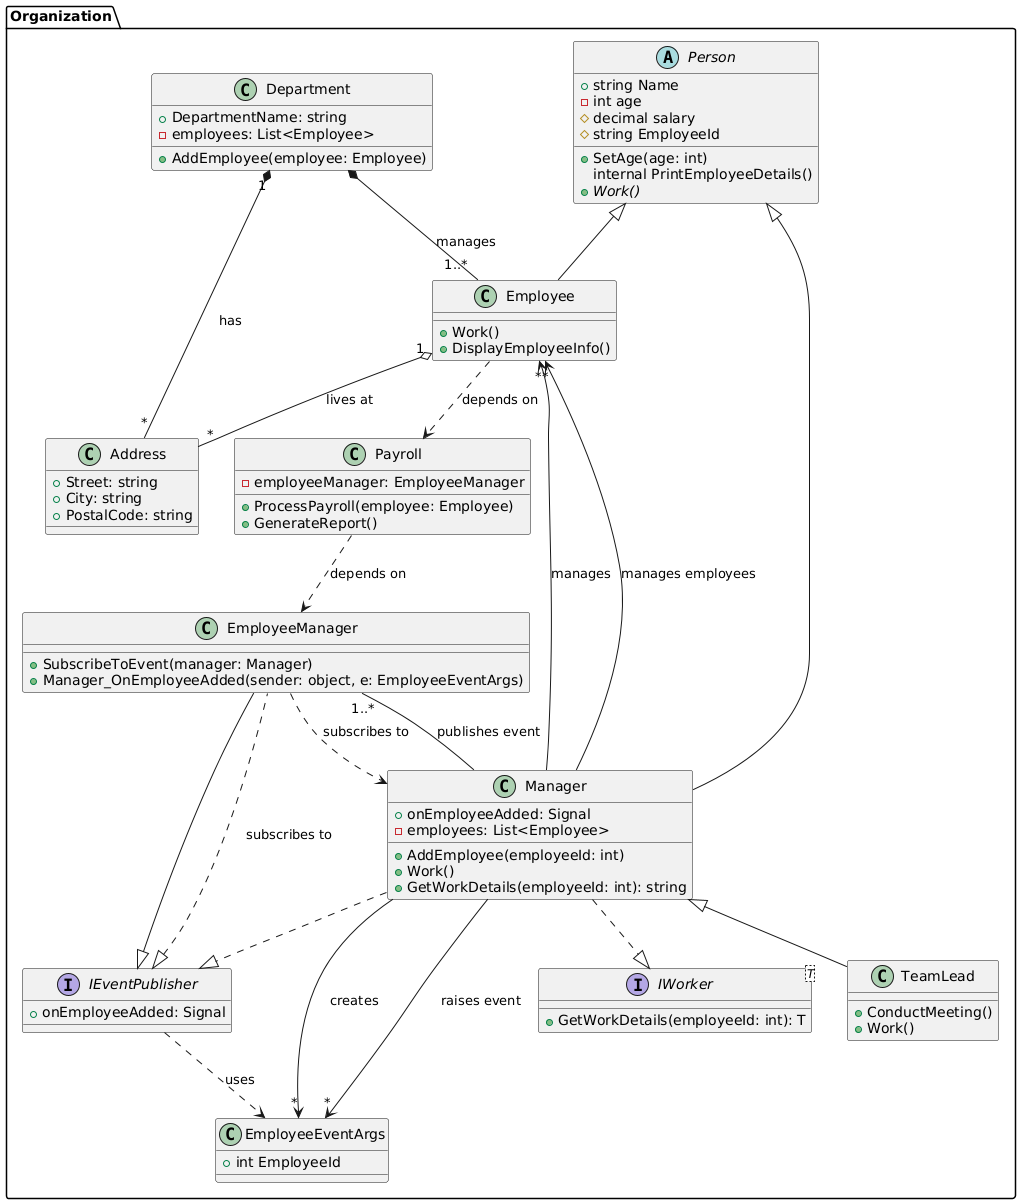 Organization
A Person
string Name
int age
decimal salary
string EmployeeId
SetAge(age: int)
internal PrintEmployeeDetails()
Work()
C Department
DepartmentName: string
employees: List<Employee>
AddEmployee(employee: Employee)
1
manages
1..*
has
C Employee
Work()
DisplayEmployeeInfo()
1
*
*
lives at
depends on
*
*
C Address
Street: string
City: string
PostalCode: string
C Payroll
employeeManager: EmployeeManager
ProcessPayroll(employee: Employee)
GenerateReport()
depends on
manages
manages employees
C EmployeeManager
SubscribeToEvent(manager: Manager)
Manager_OnEmployeeAdded(sender: object, e: EmployeeEventArgs)
1..*
subscribes to
publishes event
C Manager
onEmployeeAdded: Signal
employees: List<Employee>
AddEmployee(employeeId: int)
Work()
GetWorkDetails(employeeId: int): string
subscribes to
I IEventPublisher
onEmployeeAdded: Signal
creates
raises event
I IWorker
T
GetWorkDetails(employeeId: int): T
C TeamLead
ConductMeeting()
Work()
uses
*
*
C EmployeeEventArgs
int EmployeeId